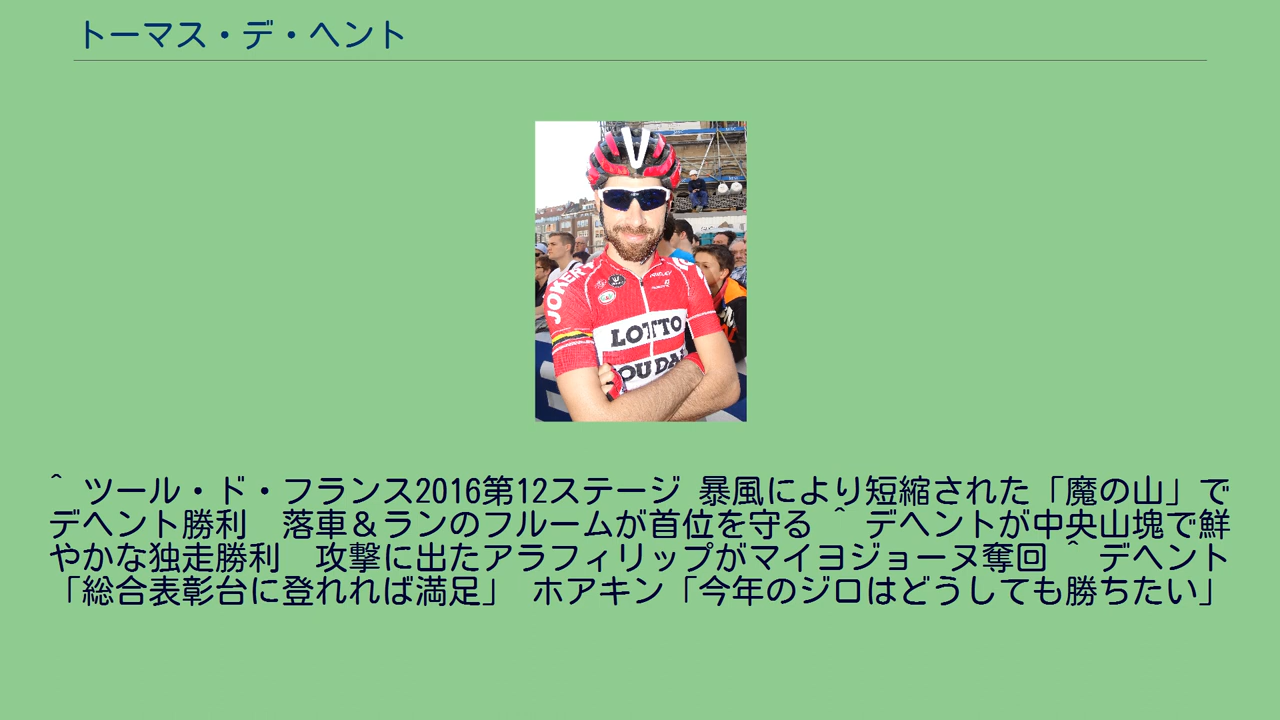 トーマス・デ・ヘント
JOKER
LOTTO
OUDA
^ ツール・ド・フランス2016第12ステージ 暴風により短縮された「魔の山」で
デヘント勝利　落車＆ランのフルームが首位を守る ^ デヘントが中央山塊で鮮
やかな独走勝利　攻撃に出たアラフィリップがマイヨジョーヌ奪回 ^ デヘント
「総合表彰台に登れれば満足」 ホアキン「今年のジロはどうしても勝ちたい」